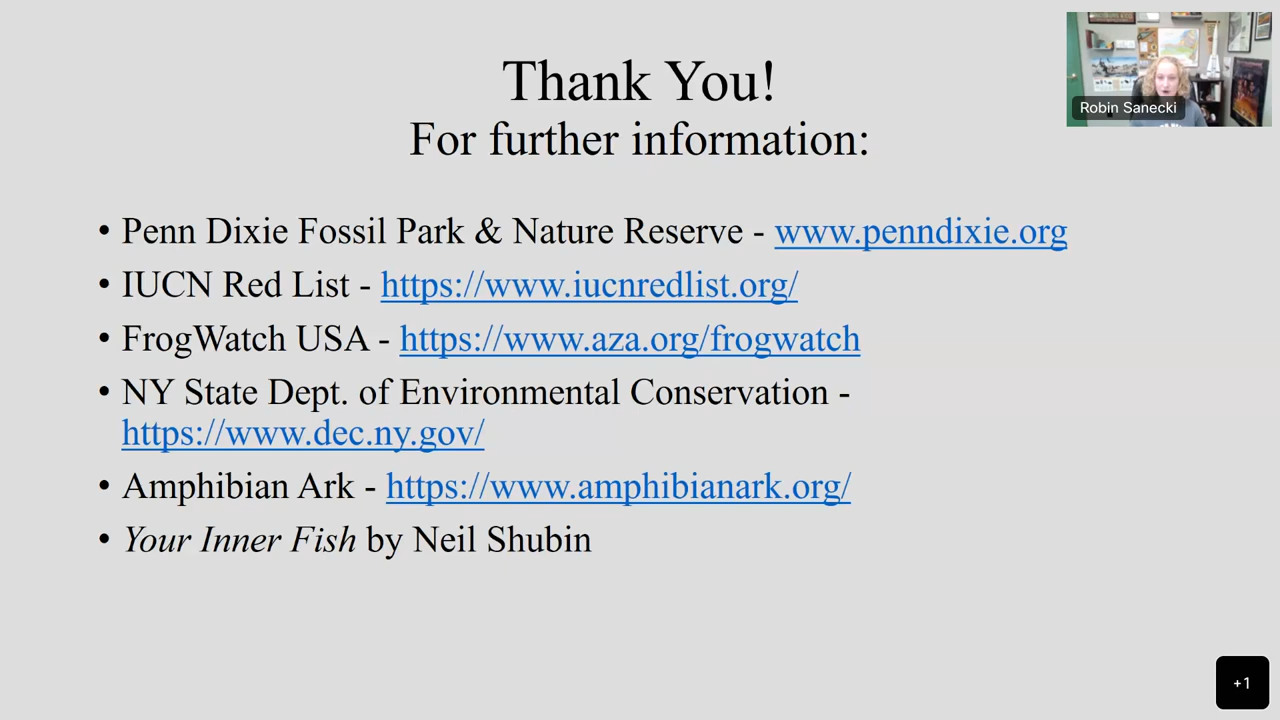 Thank You!
For further information:
Robin Sanecki
• Penn Dixie Fossil Park & Nature Reserve - www.penndixie.org
• IUCN Red List - https://www.iucnredlist.org/
• FrogWatch USA - https://www.aza.org/frogwatch
• NY State Dept. of Environmental Conservation -
https://www.dec.ny.gov/
• Amphibian Ark - https://www.amphibianark.org/
• Your Inner Fish by Neil Shubin
+1